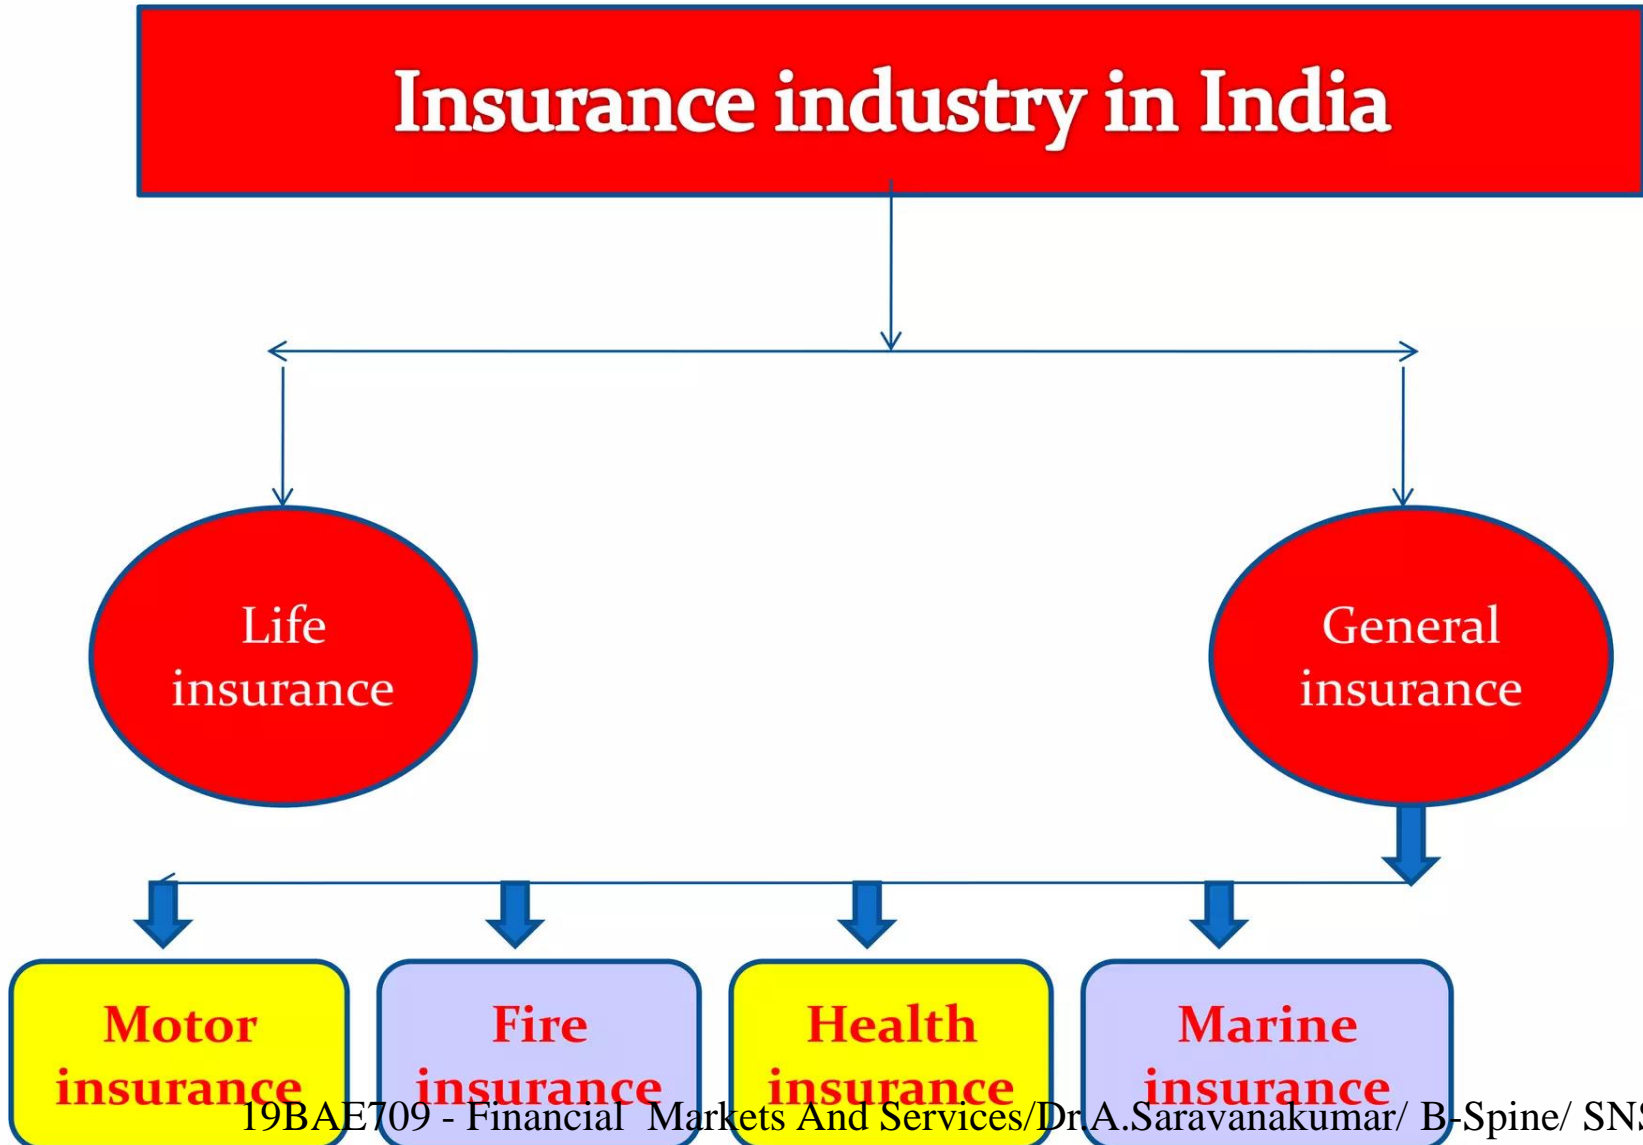 Insurance industry in India
Life
insurance
General
insurance
Motor
insurance
Fire
insurance
Health
insurance
Marine
insurance
19BAE709 - Financial  Markets And Services/Dr.A.Saravanakumar/ B-Spine/ SNS